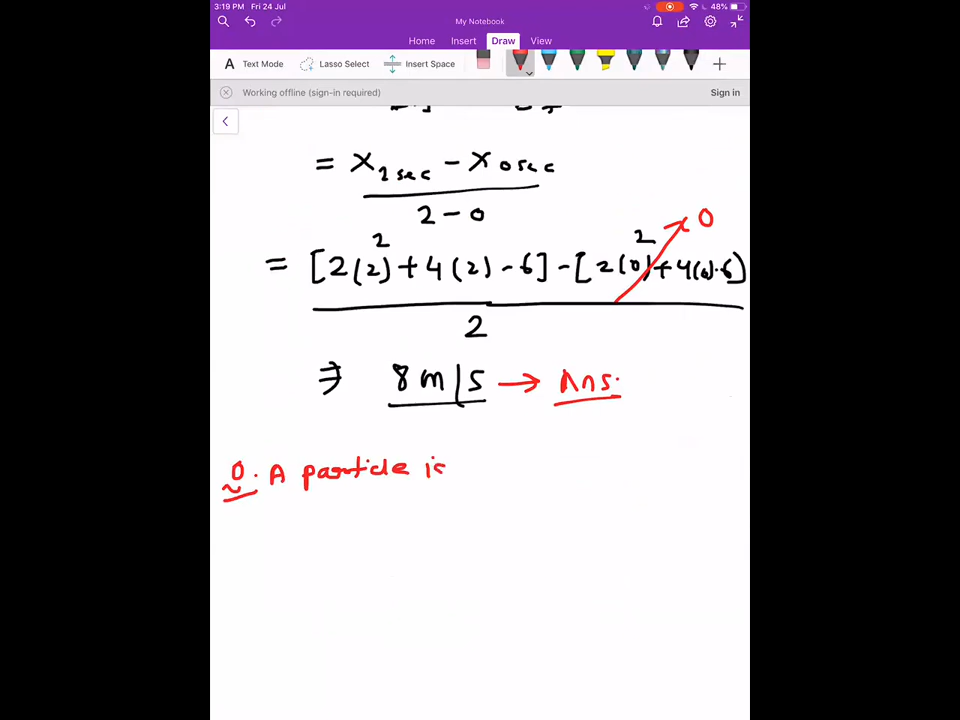 3:19 PM Fri 24 Jul
48%
My Notebook
Home Insert Draw View
A Text Mode Lasso Select Insert Space
Working offline (sign-in required) Sign in
= x₂ sec - x₀ sec
2 - 0
= [2(2)² + 4(2) - 6] - [2(0)² + 4(0) - 6] 0
2
⇒ 8 m/s → Ans.
Q. A particle is